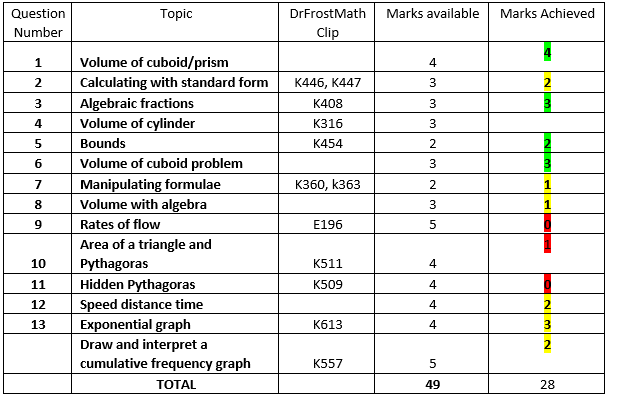 Question Number Topic DrFrostMath Clip Marks available Marks Achieved
1 Volume of cuboid/prism 4 4
2 Calculating with standard form K446, K447 3 2
3 Algebraic fractions K408 3 3
4 Volume of cylinder K316 3
5 Bounds K454 2 2
6 Volume of cuboid problem 3 3
7 Manipulating formulae K360, k363 2 1
8 Volume with algebra 3 1
9 Rates of flow E196 5 0
10 Area of a triangle and Pythagoras K511 4 1
11 Hidden Pythagoras K509 4 0
12 Speed distance time 4 2
13 Exponential graph K613 4 3
Draw and interpret a cumulative frequency graph K557 5 2
TOTAL 49 28